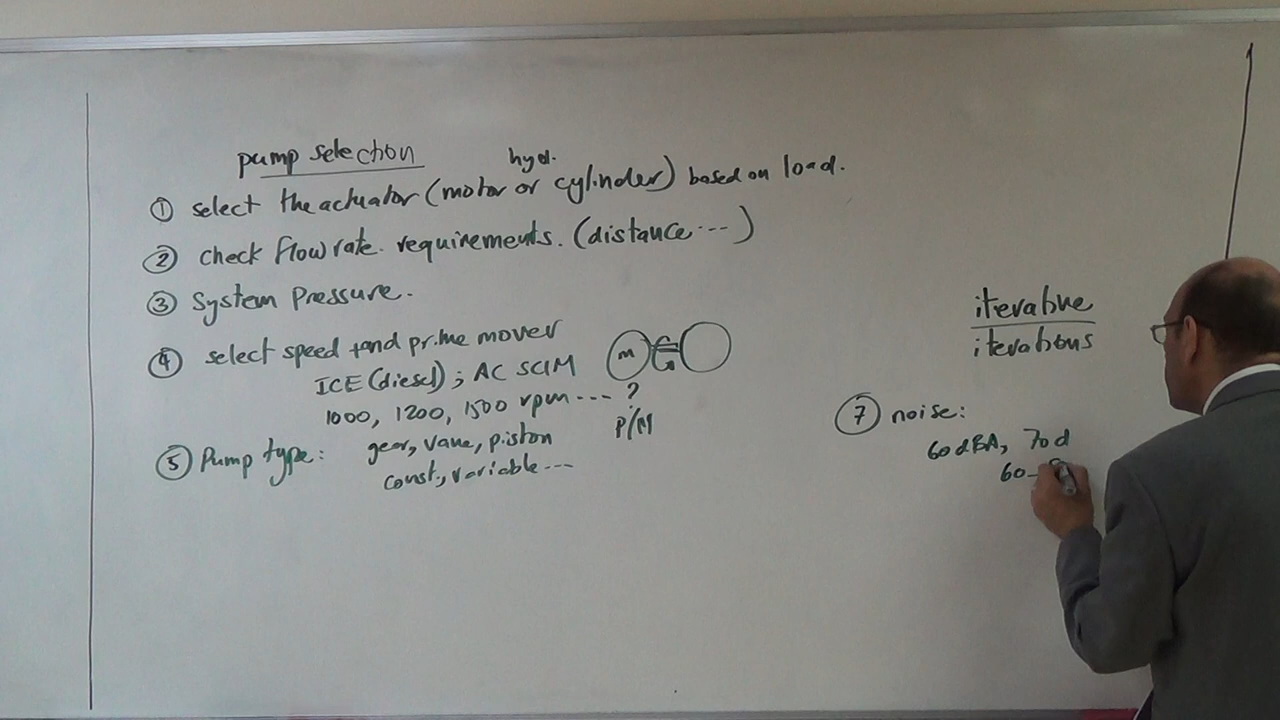 pump selection
hyd.
① select the actuator (motor or cylinder) based on load.
② check flow rate. requirements. (distance ---)
③ System Pressure.
④ select speed and prime mover
M
ICE (diesel) ; AC SCIM
1000, 1200, 1500 rpm --- ?
P/M
⑤ Pump type: gear, vane, piston
const, variable ---
iterative
iterations
⑦ noise:
60 dBA, 70 d
60 -